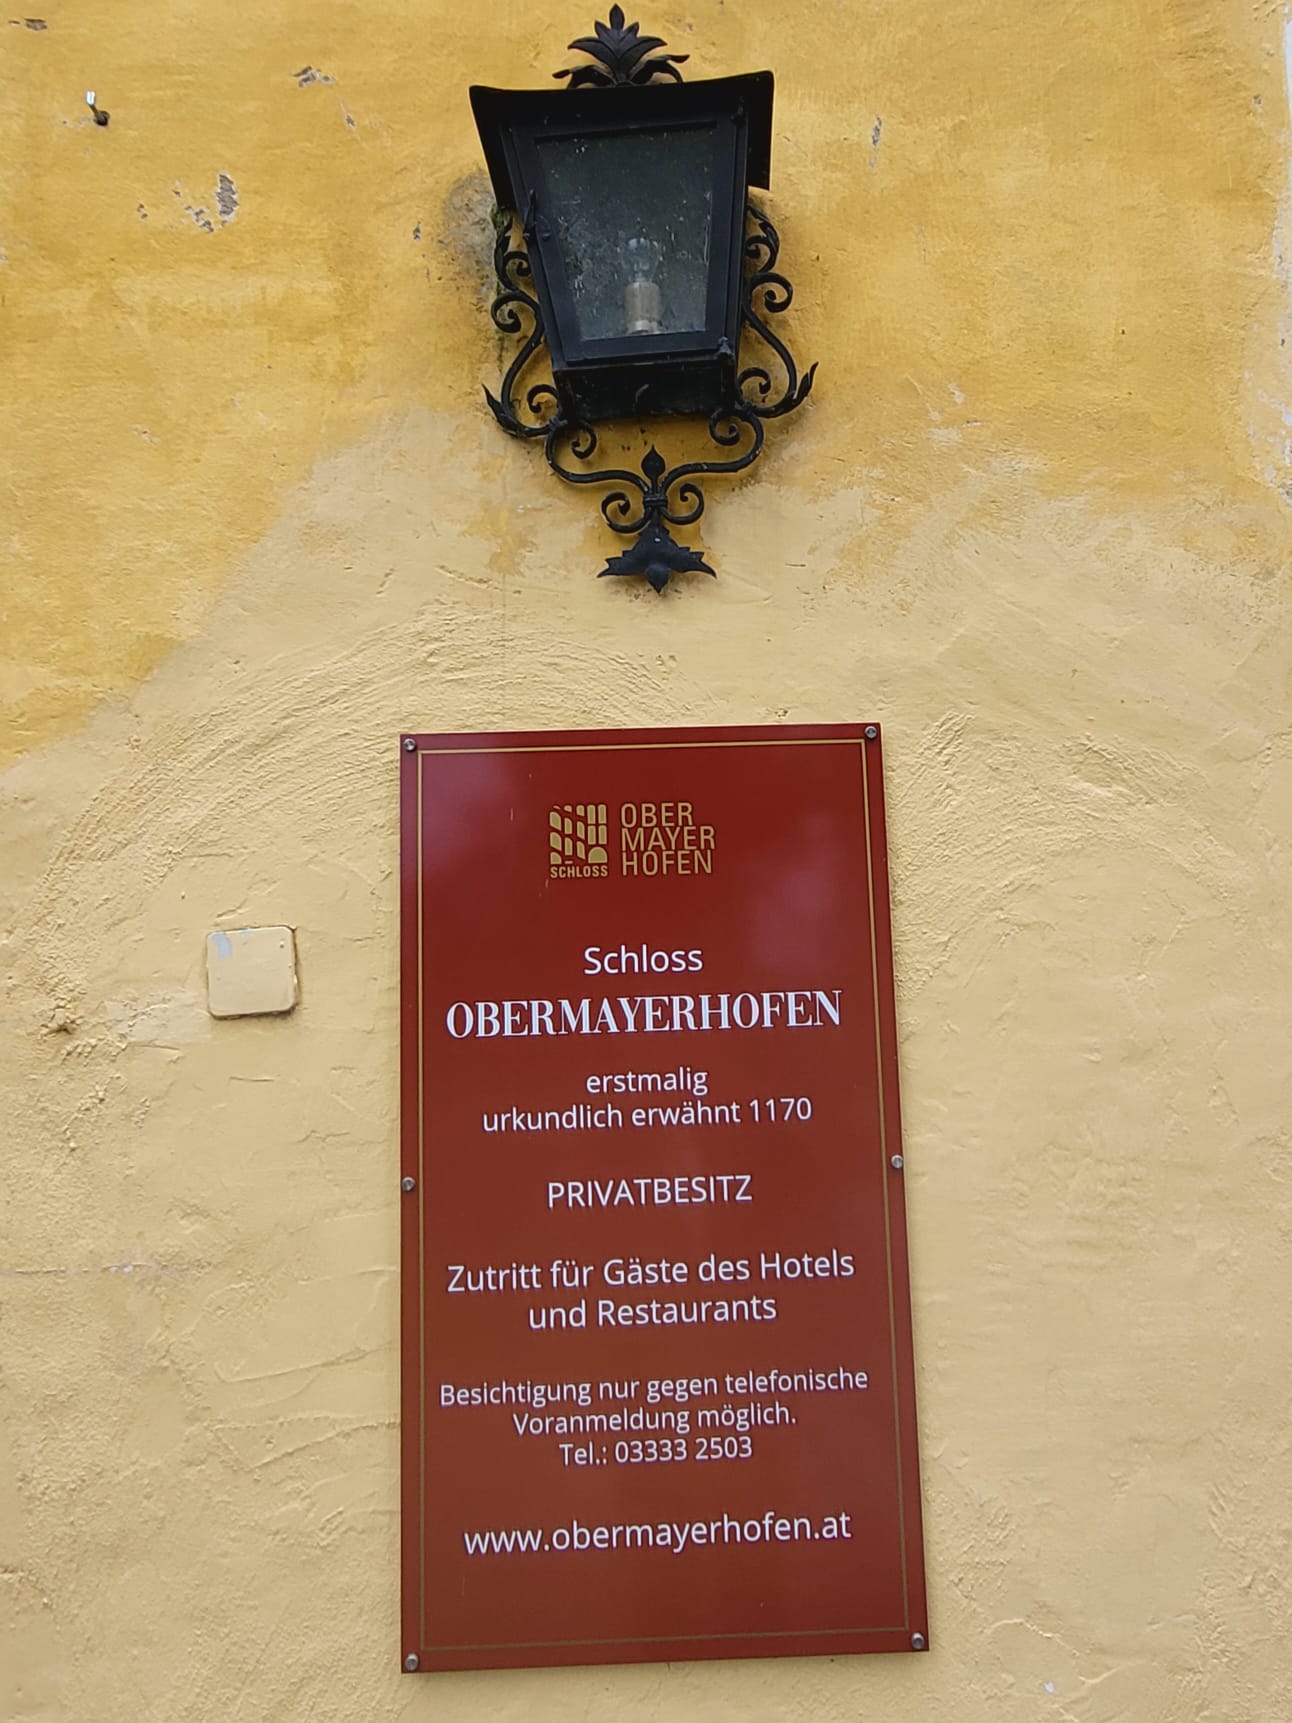 OBER
MAYER
SCHLOSS HOFEN
Schloss
OBERMAYERHOFEN
erstmalig
urkundlich erwähnt 1170
PRIVATBESITZ
Zutritt für Gäste des Hotels
und Restaurants
Besichtigung nur gegen telefonische
Voranmeldung möglich.
Tel.: 03333 2503
www.obermayerhofen.at